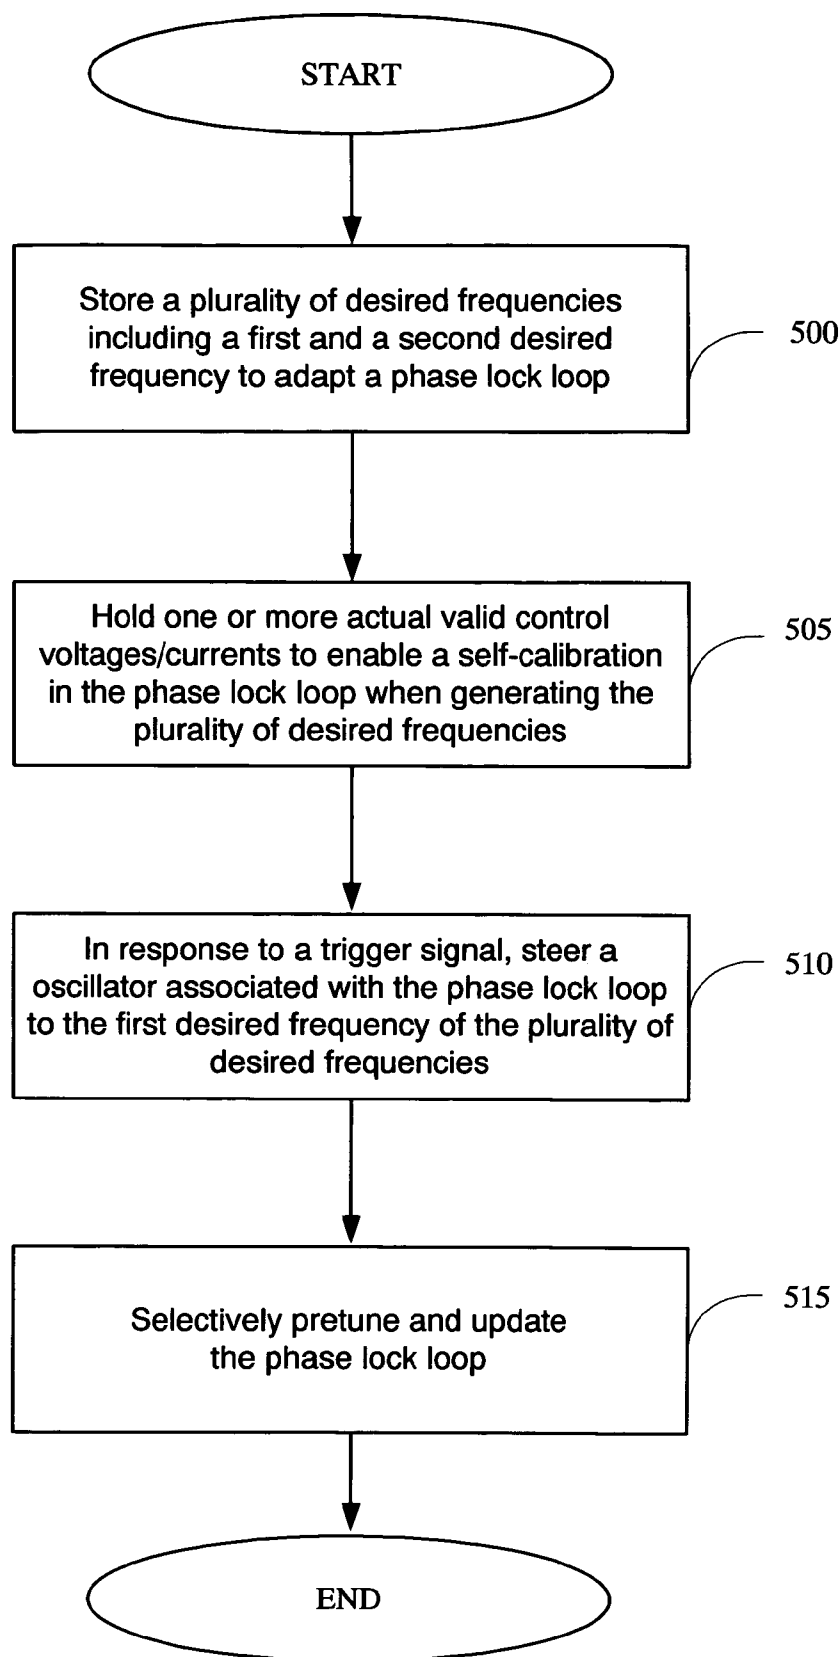 START
Store a plurality of desired frequencies
including a first and a second desired
frequency to adapt a phase lock loop
500
Hold one or more actual valid control
voltages/currents to enable a self-calibration
in the phase lock loop when generating the
plurality of desired frequencies
505
In response to a trigger signal, steer a
oscillator associated with the phase lock loop
to the first desired frequency of the plurality of
desired frequencies
510
Selectively pretune and update
the phase lock loop
515
END